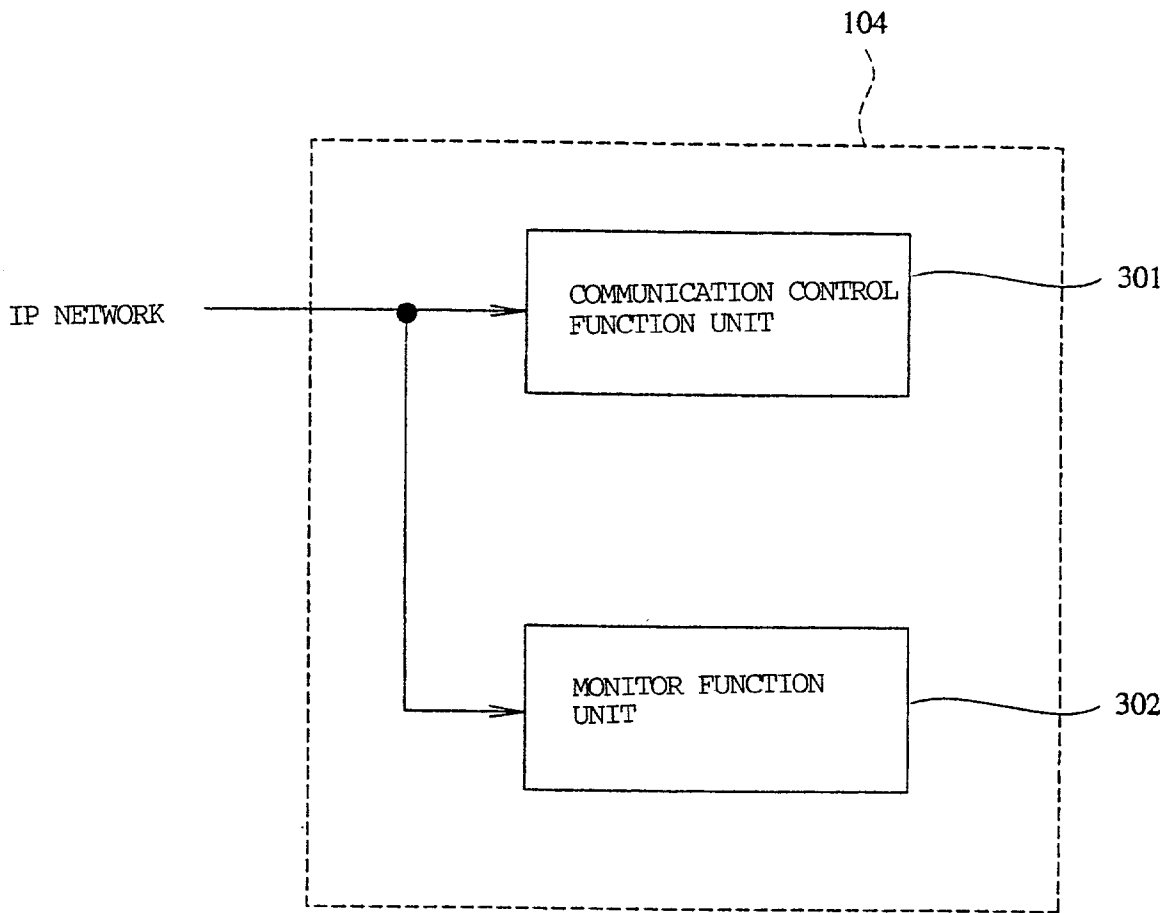 104
COMMUNICATION CONTROL
FUNCTION UNIT
301
IP NETWORK
MONITOR FUNCTION
UNIT
302